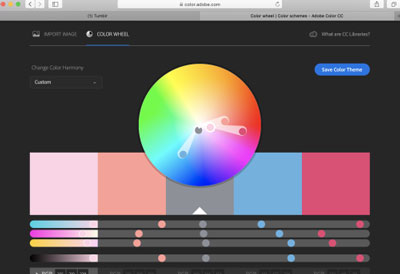 color.adobe.com
(1) Tumblr
Color wheel | Color schemes - Adobe Color CC
IMPORT IMAGE
COLOR WHEEL
What are CC Libraries?
Change Color Harmony
Custom
Save Color Theme